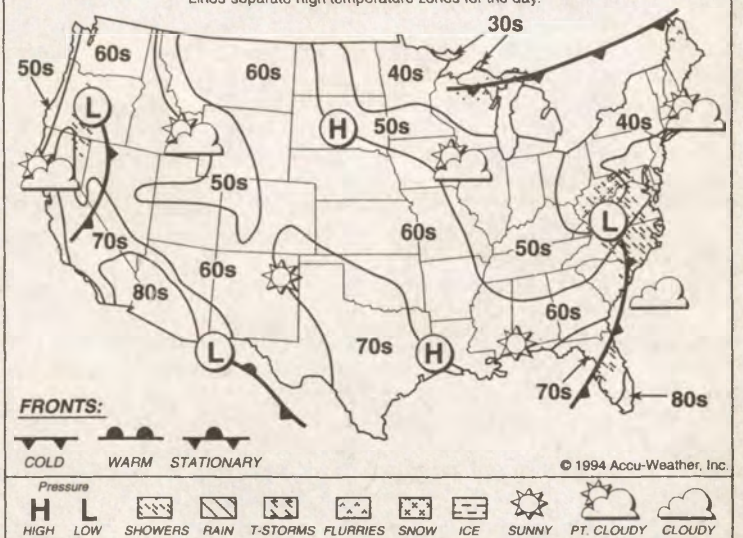 Lines separate high temperature zones for the day.
30s
60s
50s
60s
40s
L
H
50s
40s
50s
L
60s
50s
70s
60s
80s
60s
L
70s
H
70s
80s
FRONTS:
COLD WARM STATIONARY
© 1994 Accu-Weather, Inc.
Pressure
H L
HIGH LOW SHOWERS RAIN T-STORMS FLURRIES SNOW ICE SUNNY PT. CLOUDY CLOUDY